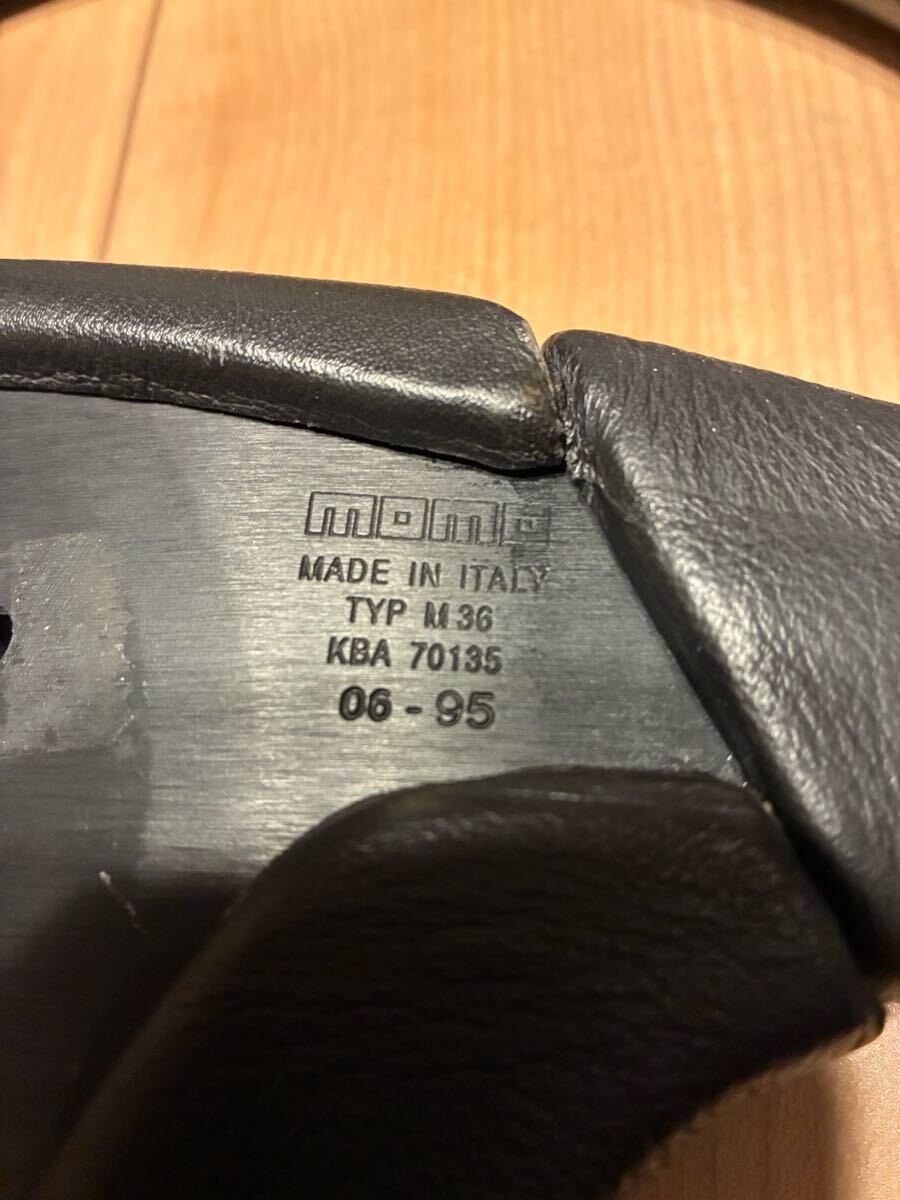 momo
MADE IN ITALY
TYP M 36
KBA 70135
06-95